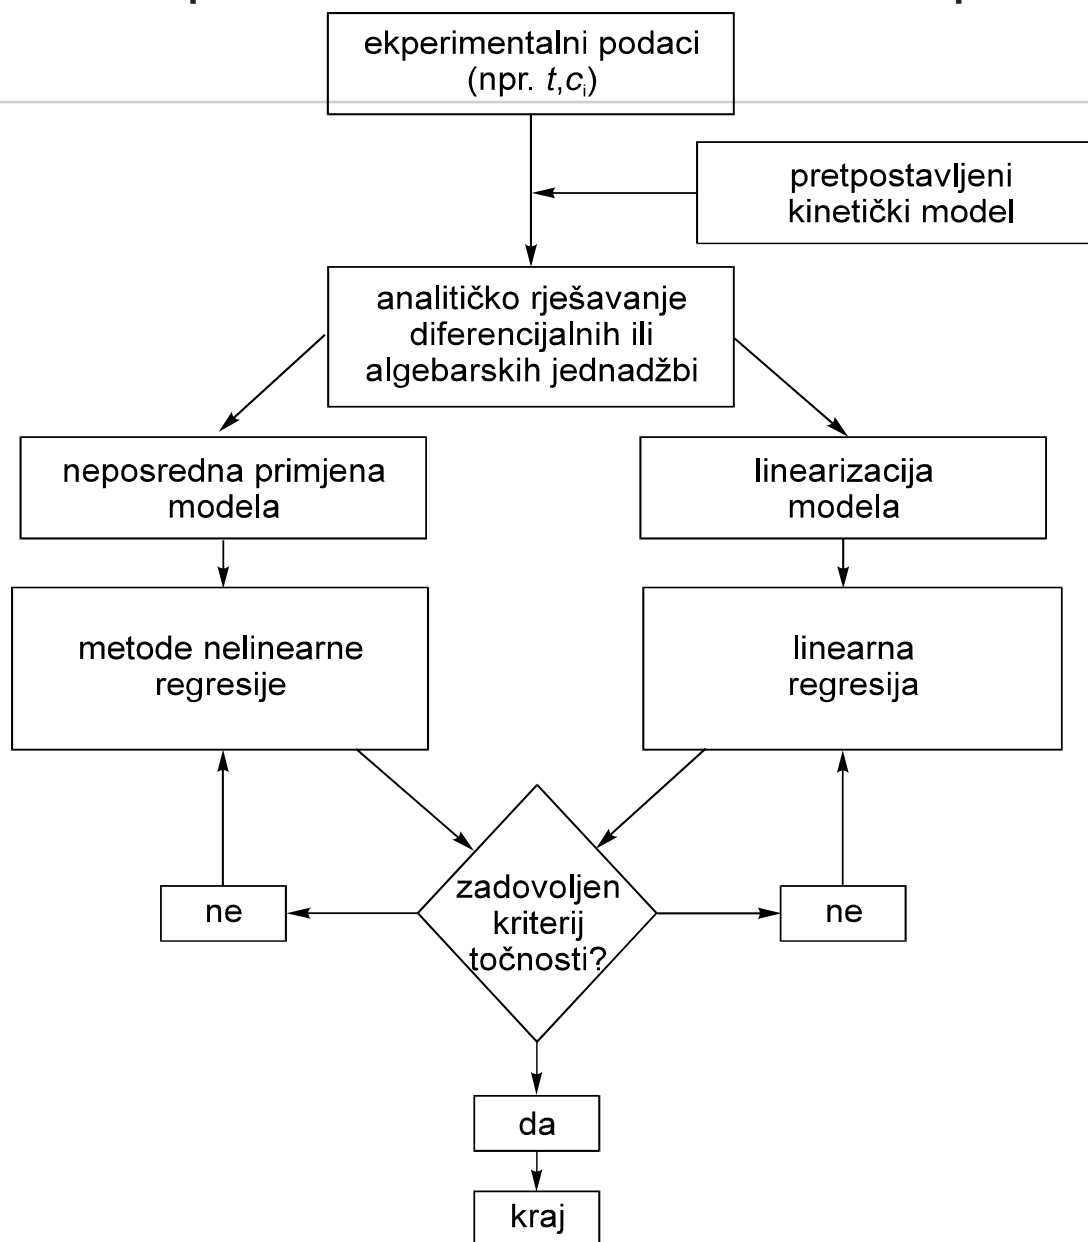 ekperimentalni podaci
(npr. t,ci)
pretpostavljeni
kinetički model
analitičko rješavanje
diferencijalnih ili
algebarskih jednadžbi
neposredna primjena
modela
linearizacija
modela
metode nelinearne
regresije
linearna
regresija
zadovoljen
kriterij
točnosti?
ne
ne
da
kraj